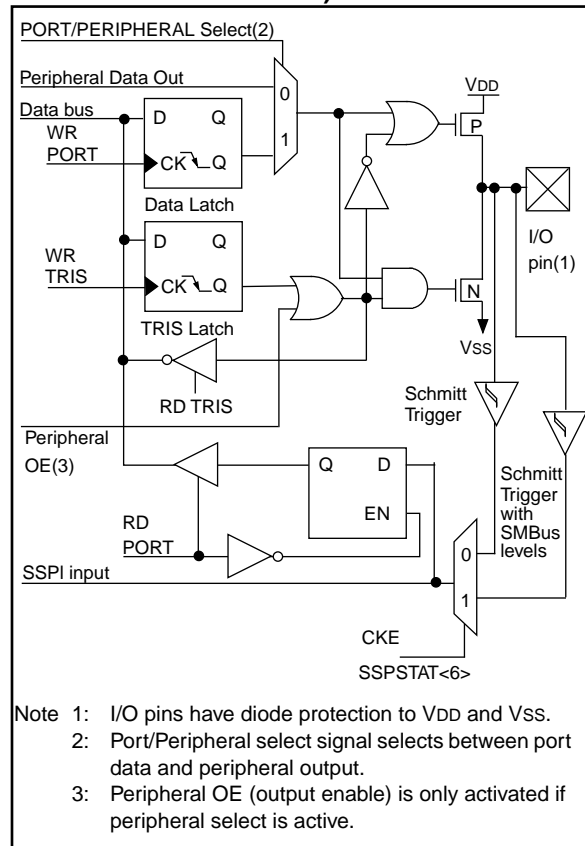 PORT/PERIPHERAL Select(2)
Peripheral Data Out
Data bus
WR
PORT
D Q
CK Q
Data Latch
0
1
VDD
P
I/O
pin(1)
WR
TRIS
D Q
CK Q
TRIS Latch
N
VSS
RD TRIS
Schmitt
Trigger
Peripheral
OE(3)
Q D
EN
Schmitt
Trigger
with
SMBus
levels
RD
PORT
SSPl input
0
1
CKE
SSPSTAT<6>
Note 1: I/O pins have diode protection to VDD and VSS.
2: Port/Peripheral select signal selects between port
data and peripheral output.
3: Peripheral OE (output enable) is only activated if
peripheral select is active.